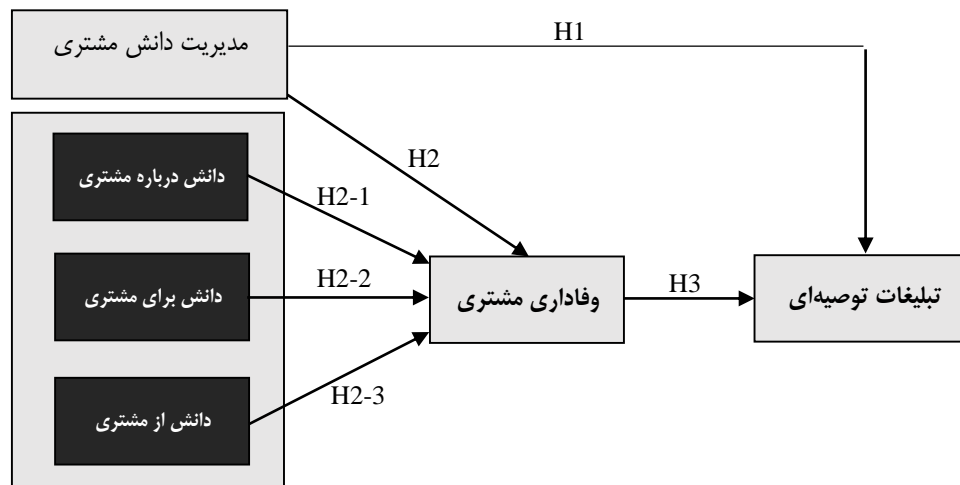 مدیریت دانش مشتری
H1
H2
دانش درباره مشتری
H2-1
دانش برای مشتری
H2-2
وفاداری مشتری
H3
تبلیغات توصیه‌ای
دانش از مشتری
H2-3